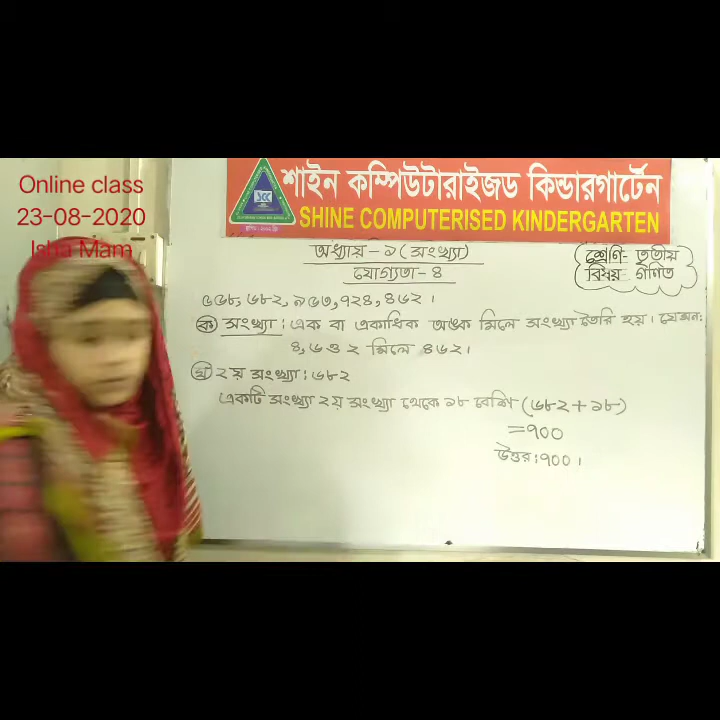 Online class
23-08-2020
Isha Mam
শাইন কম্পিউটারাইজড কিন্ডারগার্টেন
SHINE COMPUTERISED KINDERGARTEN
অধ্যায় - ১ (সংখ্যা)
যোগ্যতা - ৪
শ্রেণি - তৃতীয়
বিষয় গণিত
৫৫৮, ৬৮২, ৯৫৩, ৭২৪, ৪৬২।
ক সংখ্যা: এক বা একাধিক অঙ্ক মিলে সংখ্যা তৈরি হয়। যেমন:
৪, ৬ ও ২ মিলে ৪৬২।
খ ২য় সংখ্যা: ৬৮২
একটি সংখ্যা ২য় সংখ্যা থেকে ১৮ বেশি (৬৮২+১৮)
=৭০০
উত্তর: ৭০০।